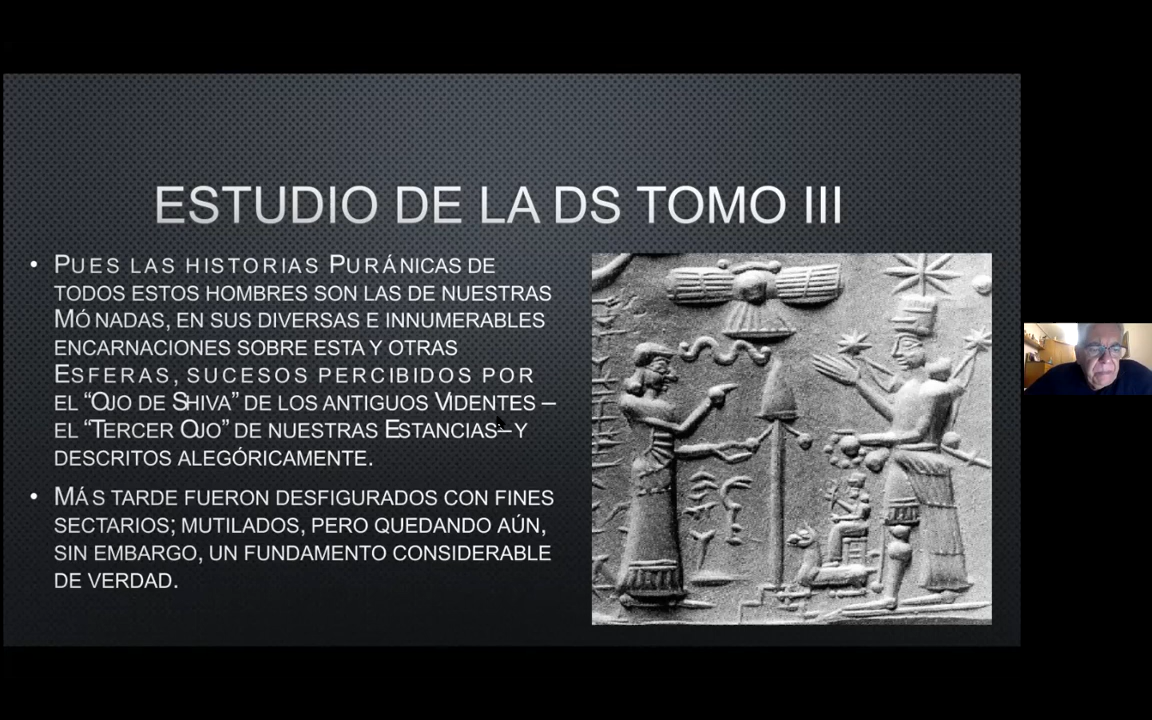 ESTUDIO DE LA DS TOMO III
• PUES LAS HISTORIAS PURÁNICAS DE
TODOS ESTOS HOMBRES SON LAS DE NUESTRAS
MÓNADAS, EN SUS DIVERSAS E INNUMERABLES
ENCARNACIONES SOBRE ESTA Y OTRAS
ESFERAS, SUCESOS PERCIBIDOS POR
EL “OJO DE SHIVA” DE LOS ANTIGUOS VIDENTES –
EL “TERCER OJO” DE NUESTRAS ESTANCIAS– Y
DESCRITOS ALEGÓRICAMENTE.
• MÁS TARDE FUERON DESFIGURADOS CON FINES
SECTARIOS; MUTILADOS, PERO QUEDANDO AÚN,
SIN EMBARGO, UN FUNDAMENTO CONSIDERABLE
DE VERDAD.